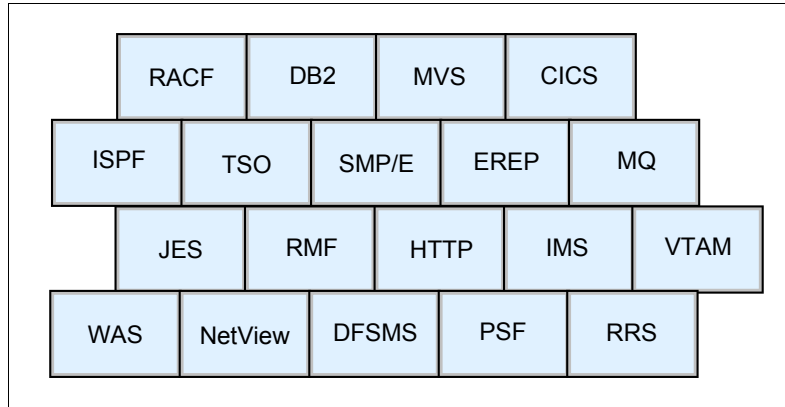 RACF DB2 MVS CICS
ISPF TSO SMP/E EREP MQ
JES RMF HTTP IMS VTAM
WAS NetView DFSMS PSF RRS